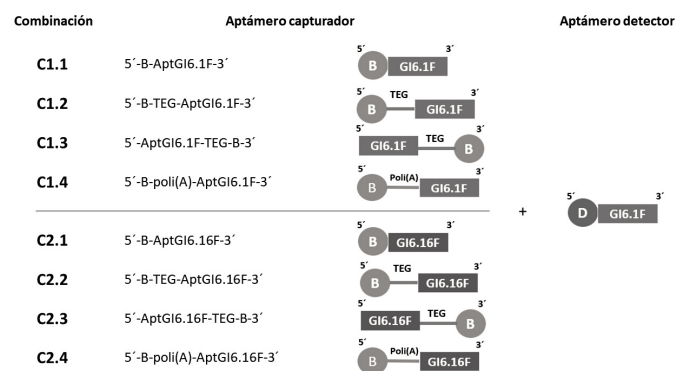 Combinación Aptámero capturador Aptámero detector
C1.1 5´-B-AptGI6.1F-3´ 5´ B GI6.1F 3´
C1.2 5´-B-TEG-AptGI6.1F-3´ 5´ B TEG GI6.1F 3´
C1.3 5´-AptGI6.1F-TEG-B-3´ 5´ GI6.1F TEG B 3´
C1.4 5´-B-poli(A)-AptGI6.1F-3´ 5´ B Poli(A) GI6.1F 3´
+ 5´ D GI6.1F 3´
C2.1 5´-B-AptGI6.16F-3´ 5´ B GI6.16F 3´
C2.2 5´-B-TEG-AptGI6.16F-3´ 5´ B TEG GI6.16F 3´
C2.3 5´-AptGI6.16F-TEG-B-3´ 5´ GI6.16F TEG B 3´
C2.4 5´-B-poli(A)-AptGI6.16F-3´ 5´ B Poli(A) GI6.16F 3´